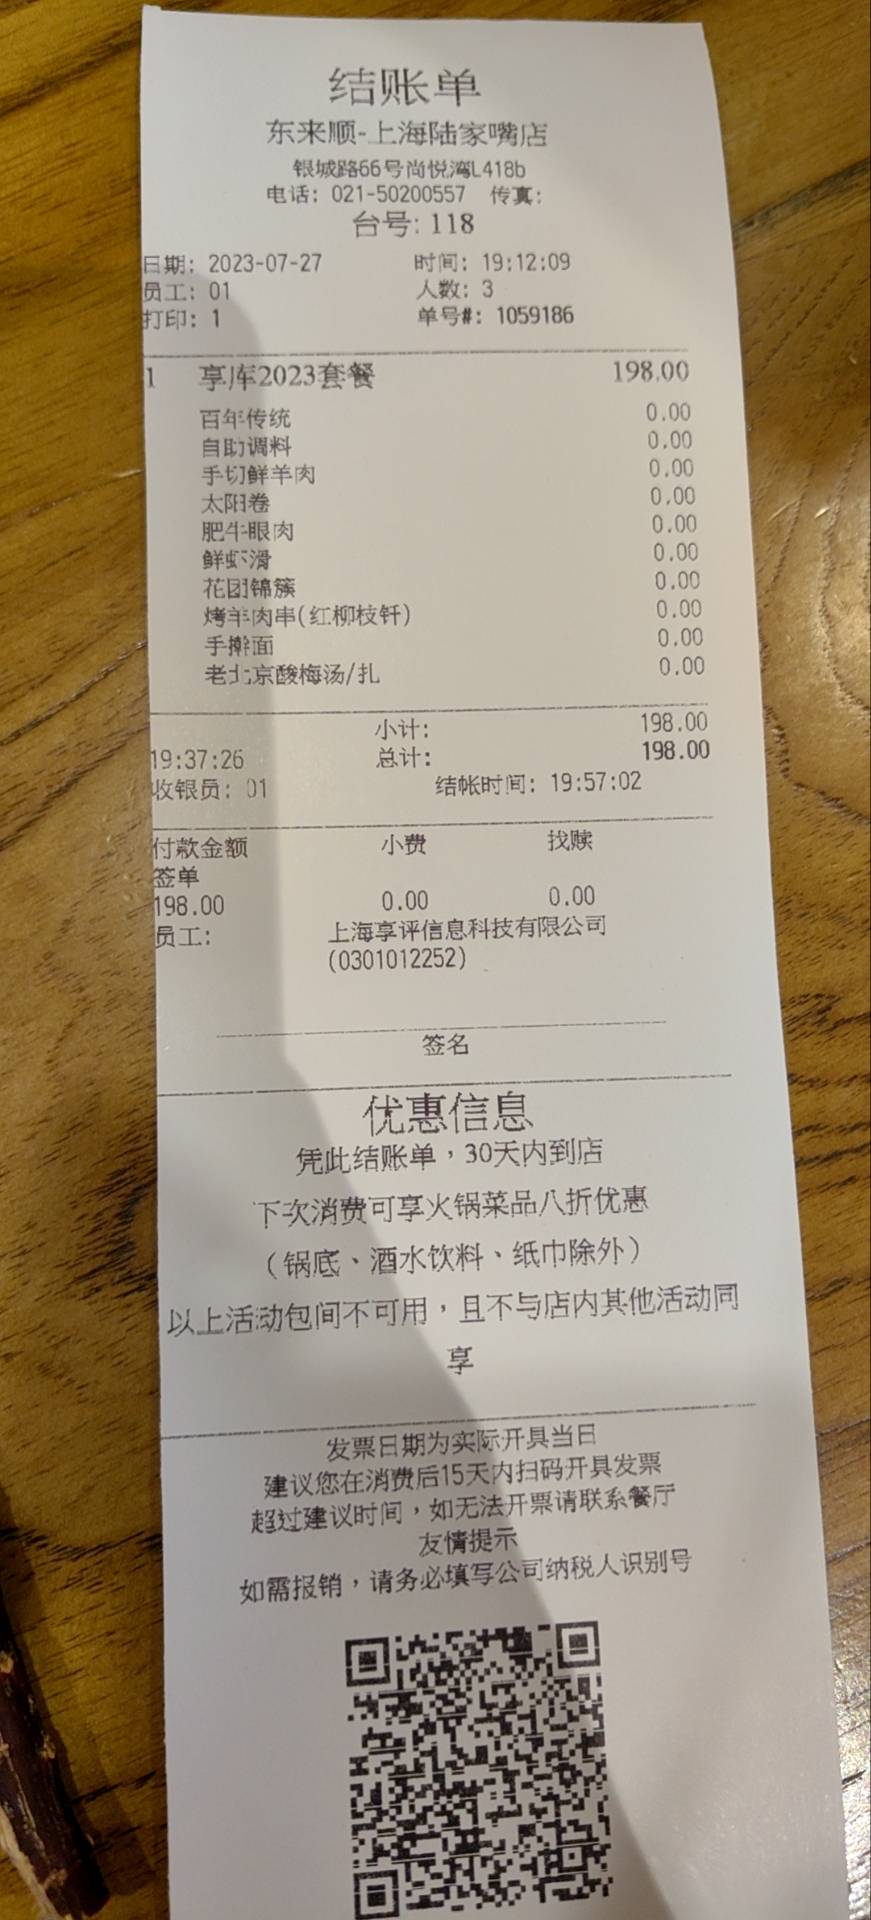 结账单
东来顺-上海陆家嘴店
银城路66号尚悦湾L418b
电话: 021-50200557 传真:
台号: 118
日期: 2023-07-27 时间: 19:12:09
员工: 01 人数: 3
打印: 1 单号#: 1059186
1 享库2023套餐 198.00
百年传统 0.00
自助调料 0.00
手切鲜羊肉 0.00
太阳卷 0.00
肥牛眼肉 0.00
鲜虾滑 0.00
花团锦簇 0.00
烤羊肉串(红柳枝钎) 0.00
手擀面 0.00
老北京酸梅汤/扎 0.00
小计: 198.00
19:37:26 总计: 198.00
收银员: 01 结帐时间: 19:57:02
付款金额 小费 找赎
签单
198.00 0.00 0.00
员工: 上海享评信息科技有限公司
(0301012252)
签名
优惠信息
凭此结账单，30天内到店
下次消费可享火锅菜品八折优惠
（锅底、酒水饮料、纸巾除外）
以上活动包间不可用，且不与店内其他活动同
享
发票日期为实际开具当日
建议您在消费后15天内扫码开具发票
超过建议时间，如无法开票请联系餐厅
友情提示
如需报销，请务必填写公司纳税人识别号